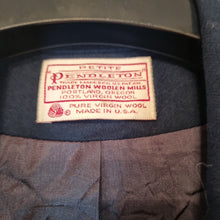 PETITE
PENDLETON
PENDLETON WOOLEN MILLS
PORTLAND, OREGON
100% VIRGIN WOOL
PURE VIRGIN WOOL
MADE IN U.S.A.